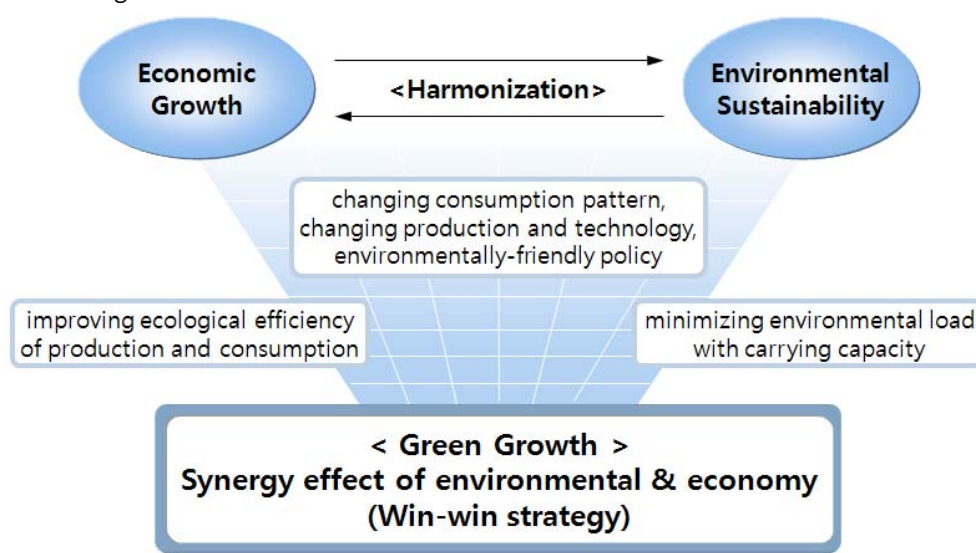 Economic
Growth
<Harmonization>
Environmental
Sustainability
changing consumption pattern,
changing production and technology,
environmentally-friendly policy
improving ecological efficiency
of production and consumption
minimizing environmental load
with carrying capacity
< Green Growth >
Synergy effect of environmental & economy
(Win-win strategy)